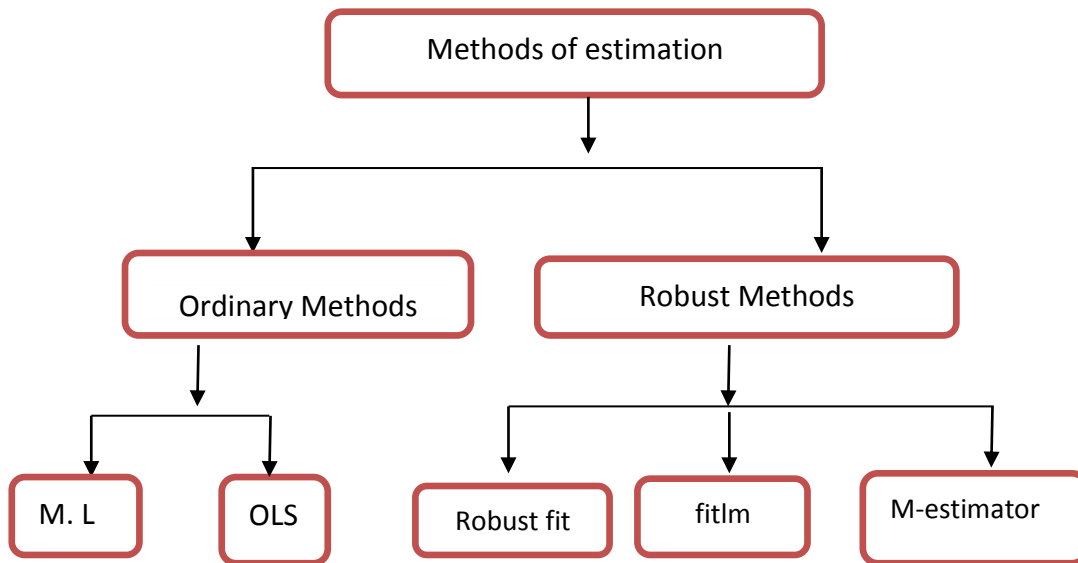 Methods of estimation
Ordinary Methods
Robust Methods
M. L
OLS
Robust fit
fitlm
M-estimator